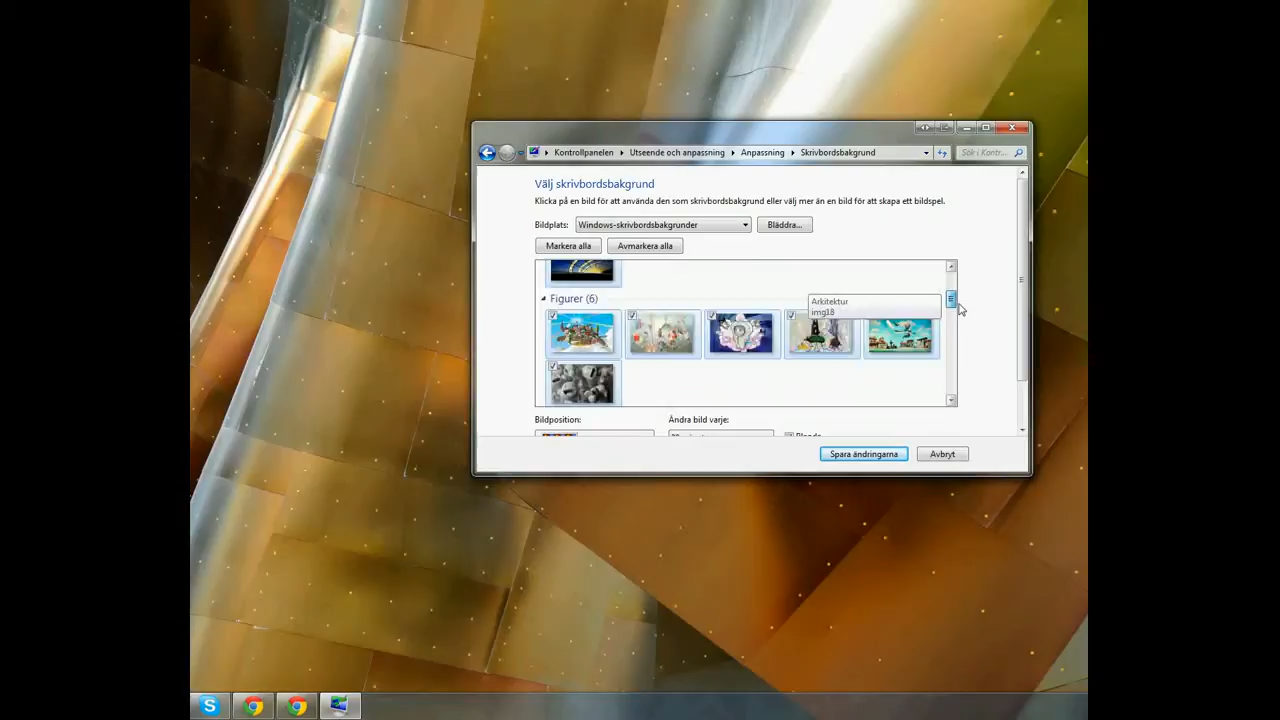 Kontrollpanelen Utseende och anpassning Anpassning Skrivbordsbakgrund Sök i Kontr...
Välj skrivbordsbakgrund
Klicka på en bild för att använda den som skrivbordsbakgrund eller välj mer än en bild för att skapa ett bildspel.
Bildplats: Windows-skrivbordsbakgrunder Bläddra...
Markera alla Avmarkera alla
Figurer (6)
Arkitektur
img18
Bildposition: Ändra bild varje:
Spara ändringarna Avbryt
S